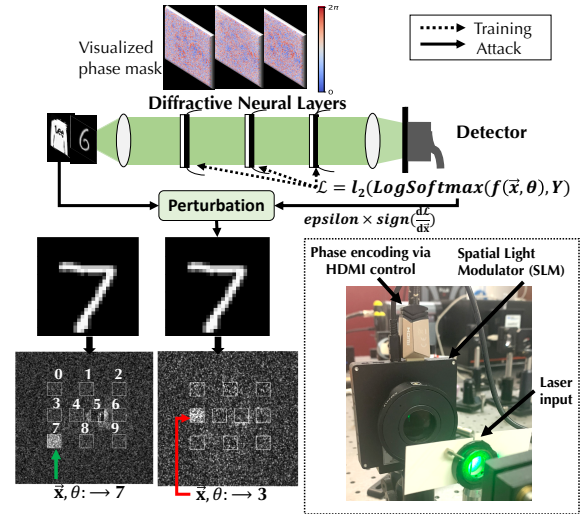 Visualized
phase mask
2π
0
Training
Attack
Diffractive Neural Layers
Detector
ℒ = l₂(LogSoftmax(f(x⃗, θ), Y)
Perturbation
epsilon × sign(dℒ/dx⃗)
Phase encoding via
HDMI control
Spatial Light
Modulator (SLM)
Laser
input
0 1 2
3 4 5 6
7 8 9
x⃗, θ: → 7
x⃗, θ: → 3